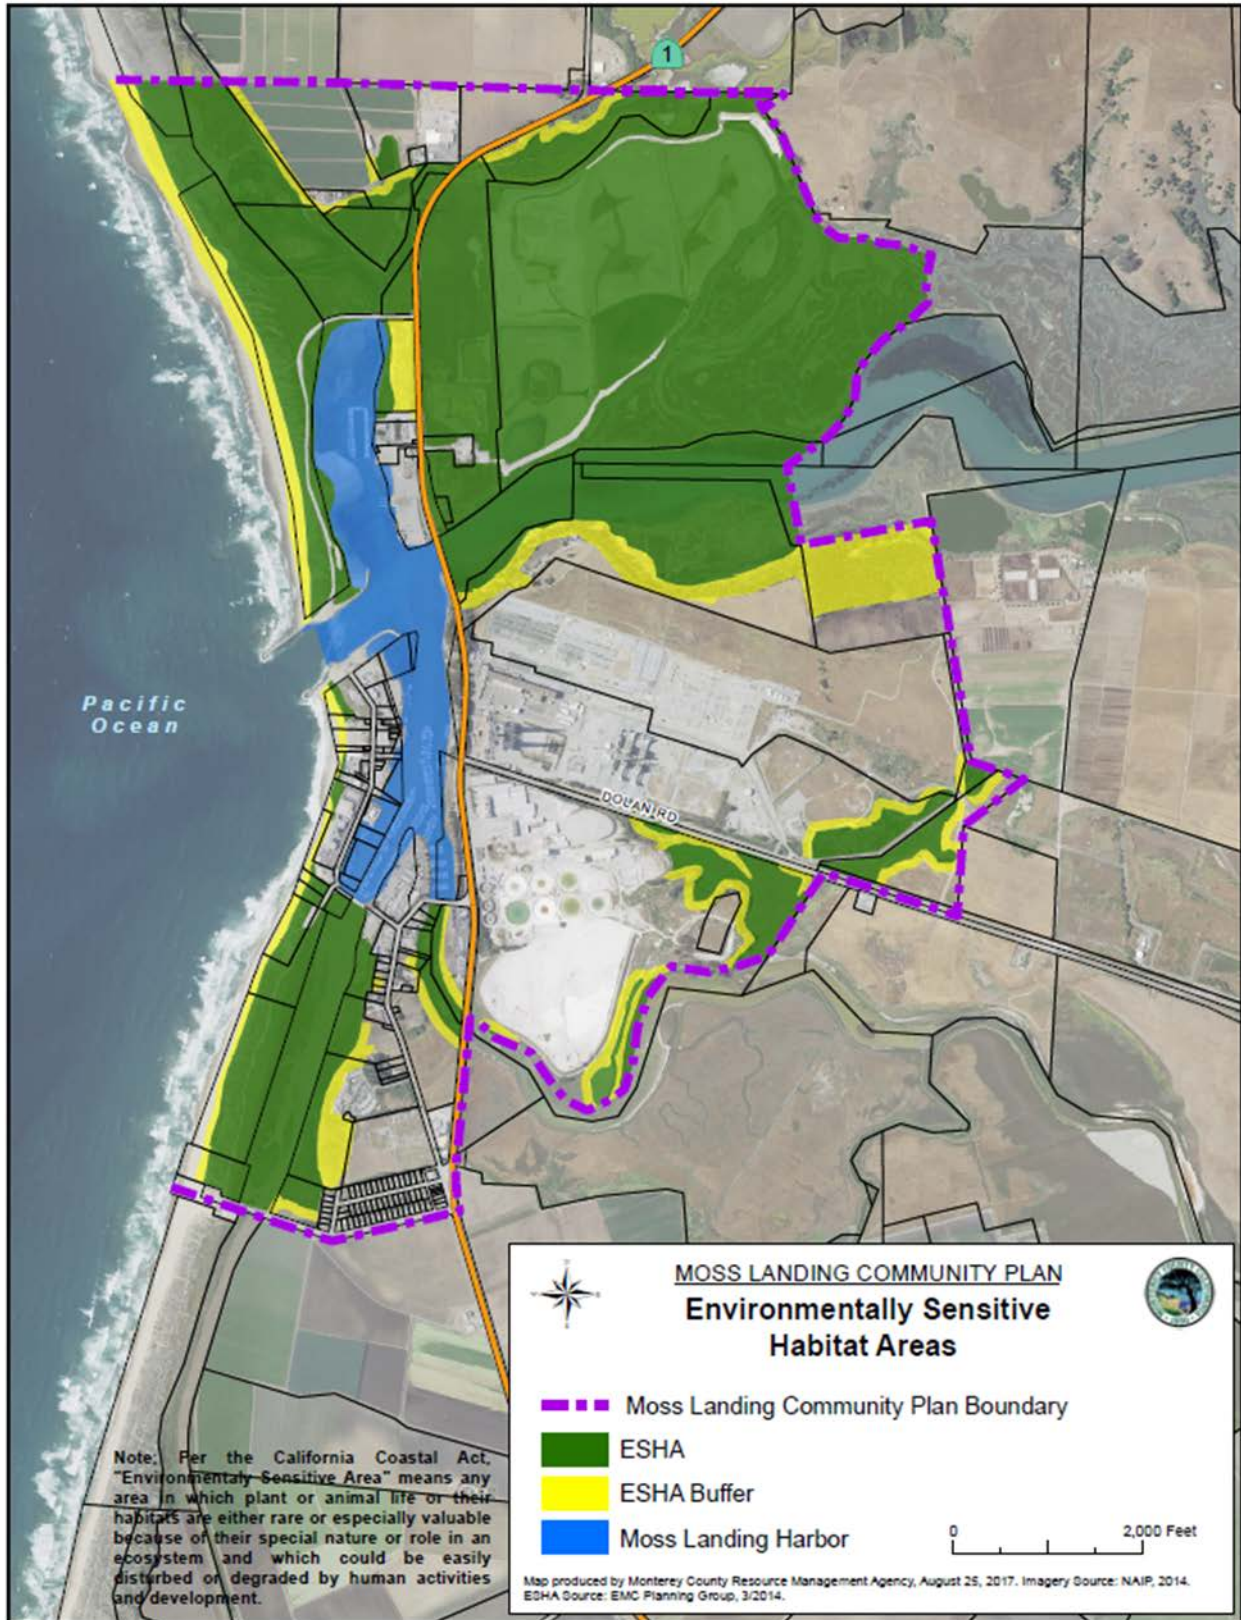 1
Pacific
Ocean
DOLAN RD
MOSS LANDING COMMUNITY PLAN
Environmentally Sensitive
Habitat Areas
Moss Landing Community Plan Boundary
ESHA
ESHA Buffer
Moss Landing Harbor
0 2,000 Feet
Map produced by Monterey County Resource Management Agency, August 25, 2017. Imagery Source: NAIP, 2014.
ESHA Source: EMC Planning Group, 3/2014.
Note: Per the California Coastal Act,
"Environmentaly Sensitive Area" means any
area in which plant or animal life or their
habitats are either rare or especially valuable
because of their special nature or role in an
ecosystem and which could be easily
disturbed or degraded by human activities
and development.